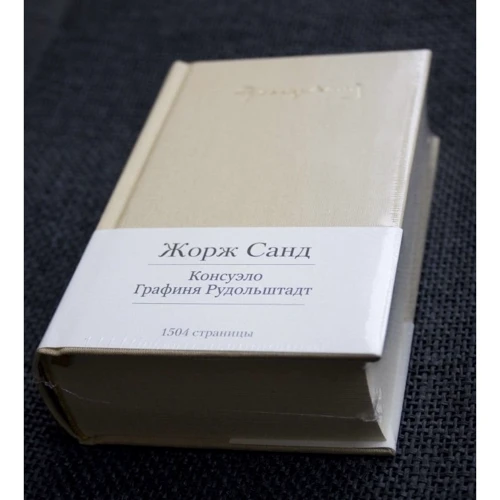 Жорж Санд
Консуэло
Графиня Рудольштадт
1504 страницы